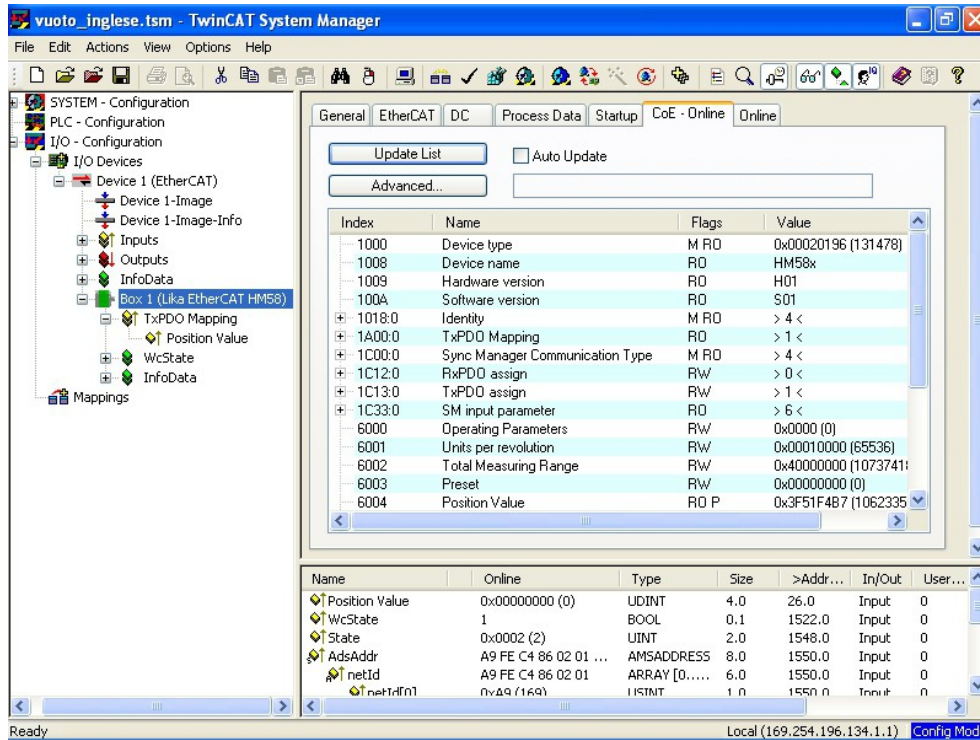 vuoto_inglese.tsm - TwinCAT System Manager
File Edit Actions View Options Help
SYSTEM - Configuration
PLC - Configuration
I/O - Configuration
I/O Devices
Device 1 (EtherCAT)
Device 1-Image
Device 1-Image-Info
Inputs
Outputs
InfoData
Box 1 (Lika EtherCAT HM58)
TxPDO Mapping
Position Value
WcState
InfoData
Mappings
General EtherCAT DC Process Data Startup CoE - Online Online
Update List Auto Update
Advanced...
Index Name Flags Value
1000 Device type M RO 0x00020196 (131478)
1008 Device name RO HM58x
1009 Hardware version RO H01
100A Software version RO S01
1018:0 Identity M RO > 4 <
1A00:0 TxPDO Mapping RO > 1 <
1C00:0 Sync Manager Communication Type M RO > 4 <
1C12:0 RxPDO assign RW > 0 <
1C13:0 TxPDO assign RW > 1 <
1C33:0 SM input parameter RO > 6 <
6000 Operating Parameters RW 0x0000 (0)
6001 Units per revolution RW 0x00010000 (65536)
6002 Total Measuring Range RW 0x40000000 (1073741
6003 Preset RW 0x00000000 (0)
6004 Position Value RO P 0x3F51F4B7 (1062335
Name Online Type Size >Addr... In/Out User...
Position Value 0x00000000 (0) UDINT 4.0 26.0 Input 0
WcState 1 BOOL 0.1 1522.0 Input 0
State 0x0002 (2) UINT 2.0 1548.0 Input 0
AdsAddr A9 FE C4 86 02 01 ... AMSADDRESS 8.0 1550.0 Input 0
netId A9 FE C4 86 02 01 ARRAY [0..... 6.0 1550.0 Input 0
netId[0] 0xA9 (169) USINT 1.0 1550.0 Input 0
Ready Local (169.254.196.134.1.1) Config Mod